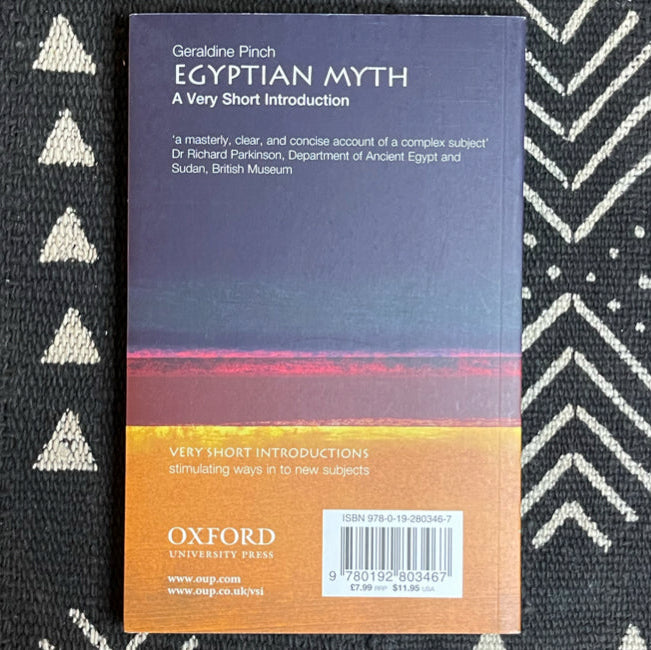 Geraldine Pinch
EGYPTIAN MYTH
A Very Short Introduction
'a masterly, clear, and concise account of a complex subject'
Dr Richard Parkinson, Department of Ancient Egypt and
Sudan, British Museum
VERY SHORT INTRODUCTIONS
stimulating ways in to new subjects
OXFORD
UNIVERSITY PRESS
www.oup.com
www.oup.co.uk/vsi
ISBN 978-0-19-280346-7
9 780192 803467
£7.99 RRP $11.95 USA